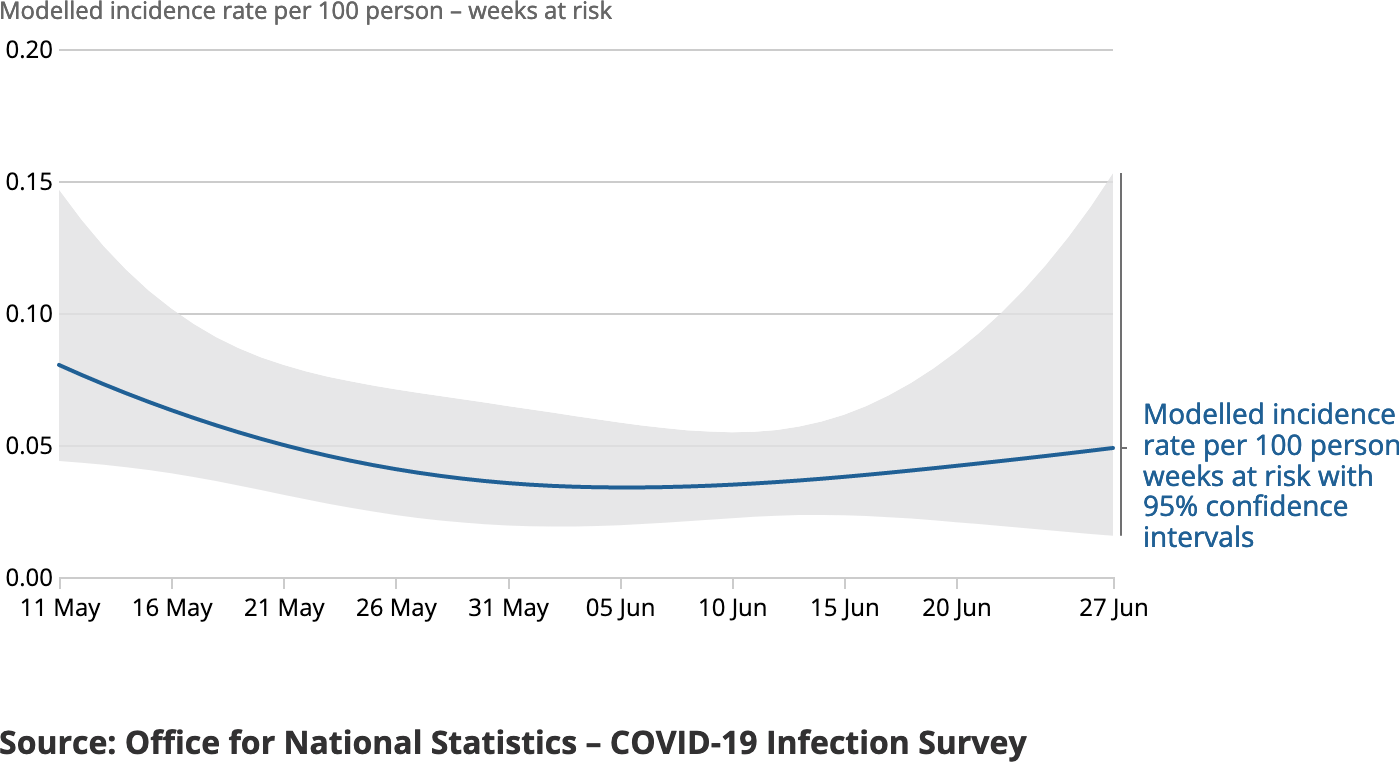 Modelled incidence rate per 100 person – weeks at risk
0.20
0.15
0.10
0.05
0.00
11 May 16 May 21 May 26 May 31 May 05 Jun 10 Jun 15 Jun 20 Jun 27 Jun
Modelled incidence
rate per 100 person
weeks at risk with
95% confidence
intervals
Source: Office for National Statistics – COVID-19 Infection Survey